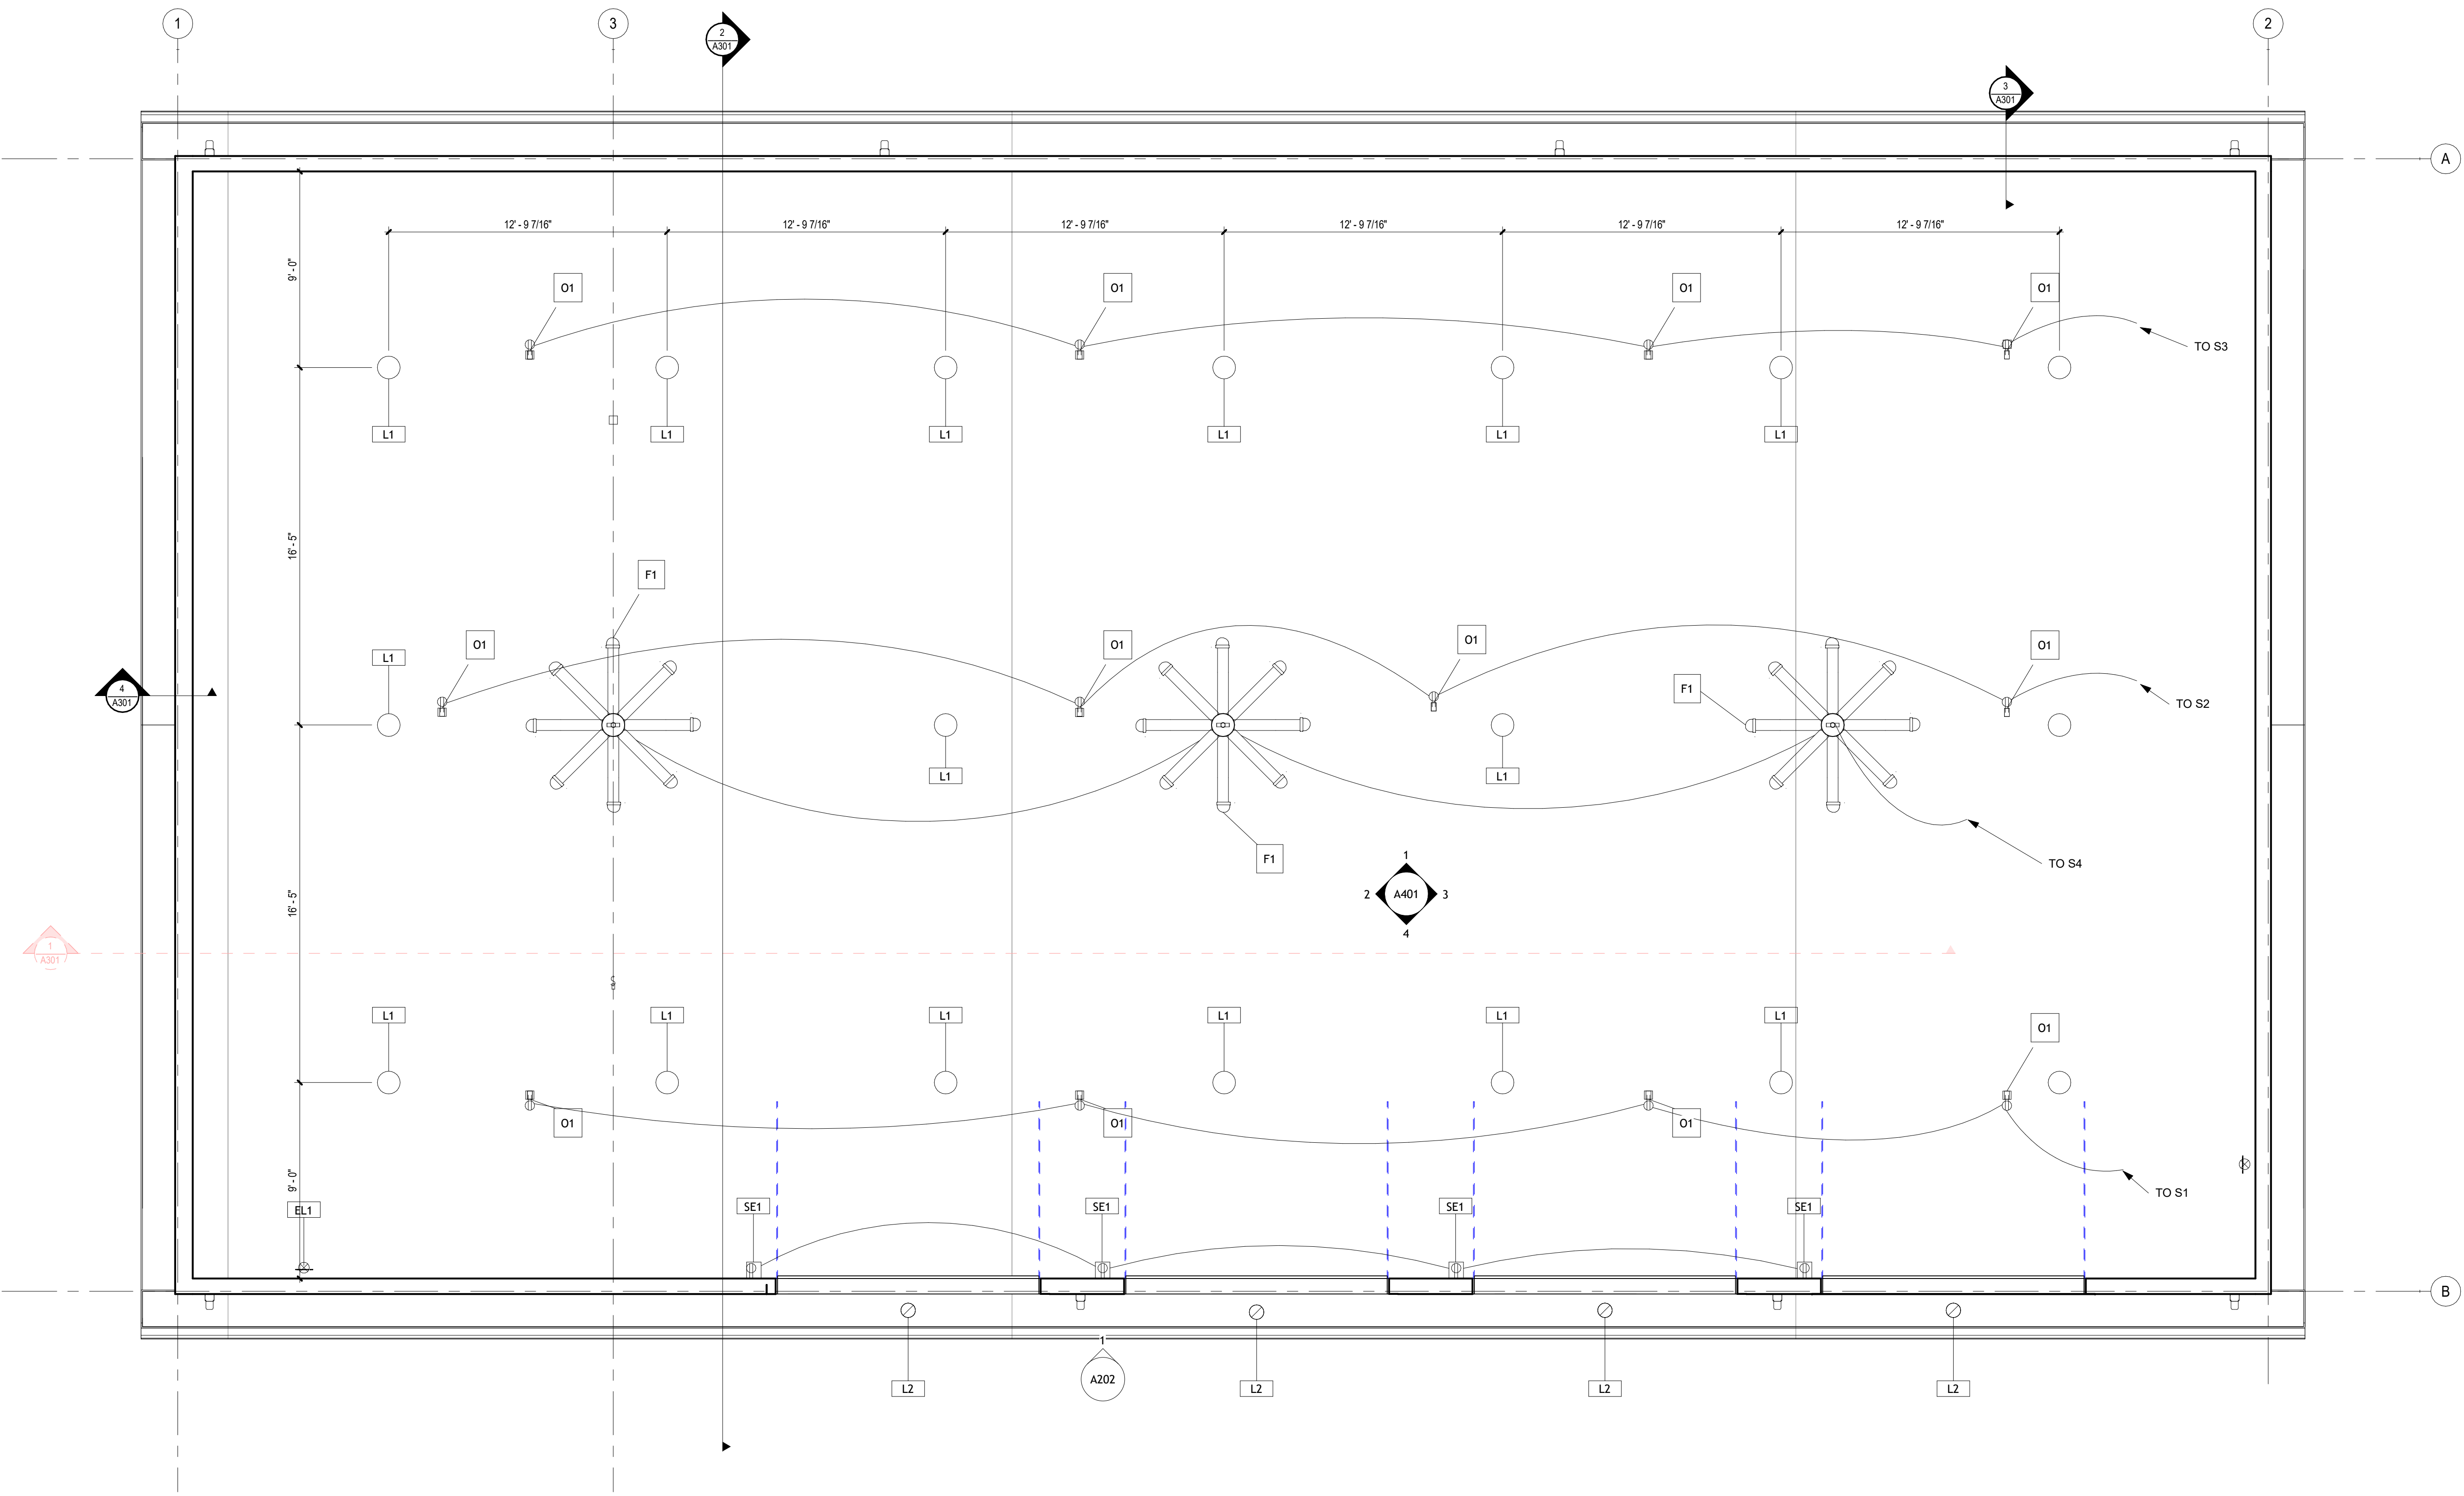 1
3
2
A301
2
3
A301
A
12' - 9 7/16"
12' - 9 7/16"
12' - 9 7/16"
12' - 9 7/16"
12' - 9 7/16"
12' - 9 7/16"
9' - 0"
O1
O1
O1
O1
TO S3
L1
L1
L1
L1
L1
L1
16' - 5"
F1
O1
O1
O1
O1
L1
4
A301
F1
TO S2
L1
L1
F1
TO S4
16' - 5"
1
2
A401
3
4
1
A301
L1
L1
L1
L1
L1
L1
O1
O1
O1
O1
9' - 0"
TO S1
EL1
SE1
SE1
SE1
SE1
B
1
A202
L2
L2
L2
L2